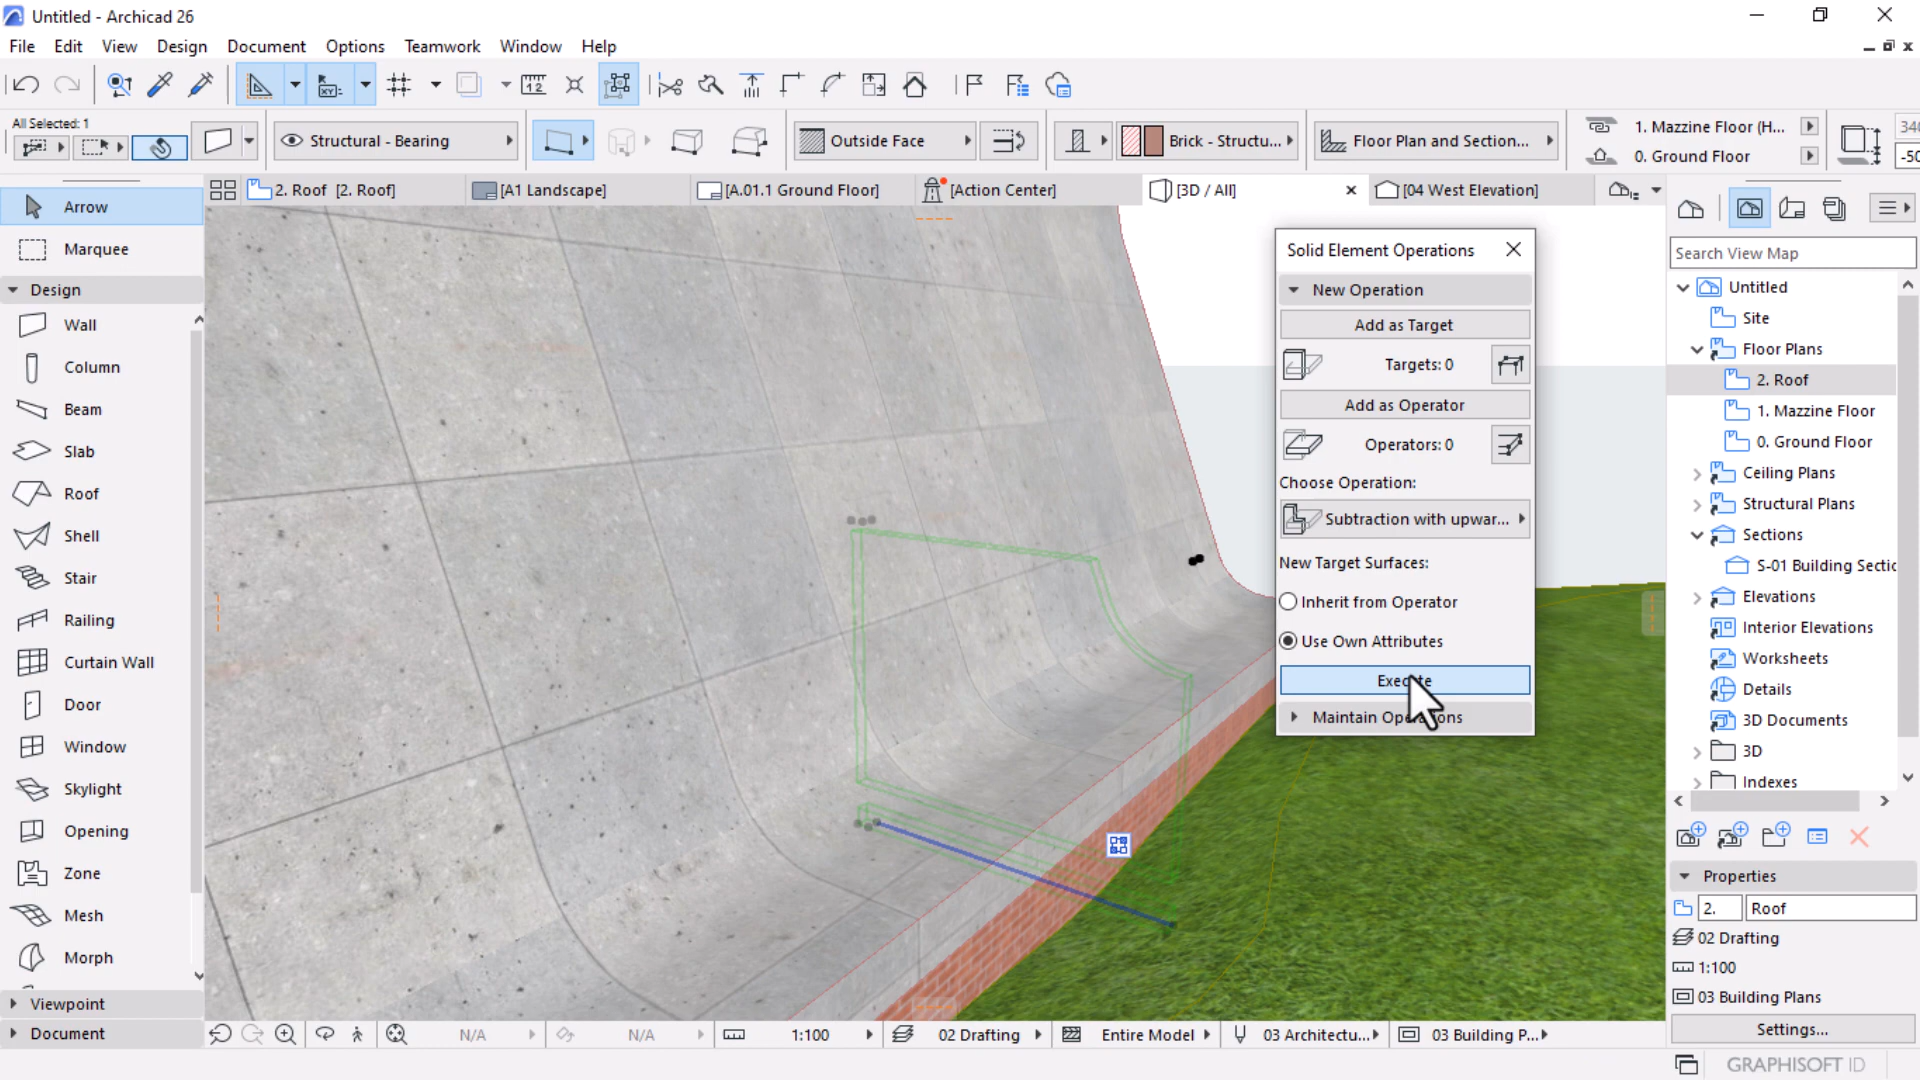 Untitled - Archicad 26
File Edit View Design Document Options Teamwork Window Help
All Selected: 1
Structural - Bearing
Outside Face
Brick - Structu...
Floor Plan and Section...
1. Mazzine Floor (H...
0. Ground Floor
340
-50
2. Roof [2. Roof]
[A1 Landscape]
[A.01.1 Ground Floor]
[Action Center]
[3D / All]
[04 West Elevation]
Arrow
Marquee
Design
Wall
Column
Beam
Slab
Roof
Shell
Stair
Railing
Curtain Wall
Door
Window
Skylight
Opening
Zone
Mesh
Morph
Viewpoint
Document
Solid Element Operations
New Operation
Add as Target
Targets: 0
Add as Operator
Operators: 0
Choose Operation:
Subtraction with upwar...
New Target Surfaces:
Inherit from Operator
Use Own Attributes
Execute
Maintain Operations
Search View Map
Untitled
Site
Floor Plans
2. Roof
1. Mazzine Floor
0. Ground Floor
Ceiling Plans
Structural Plans
Sections
S-01 Building Sectic
Elevations
Interior Elevations
Worksheets
Details
3D Documents
3D
Indexes
Properties
2. Roof
02 Drafting
1:100
03 Building Plans
Settings...
N/A
N/A
1:100
02 Drafting
Entire Model
03 Architectu...
03 Building P...
GRAPHISOFT ID